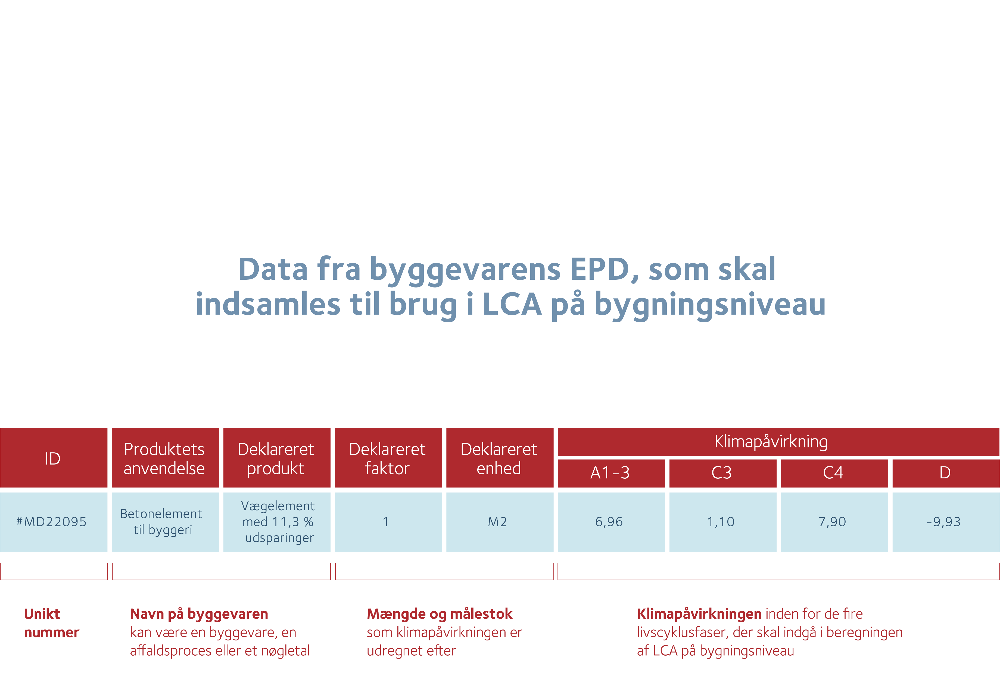 Data fra byggevarens EPD, som skal
indsamles til brug i LCA på bygningsniveau
ID
Produktets
anvendelse
Deklareret
produkt
Deklareret
faktor
Deklareret
enhed
Klimapåvirkning
A1-3
C3
C4
D
#MD22095
Betonelement
til byggeri
Vægelement
med 11,3 %
udsparinger
1
M2
6,96
1,10
7,90
-9,93
Unikt
nummer
Navn på byggevaren
kan være en byggevare, en
affaldsproces eller et nøgletal
Mængde og målestok
som klimapåvirkningen er
udregnet efter
Klimapåvirkningen inden for de fire
livscyklusfaser, der skal indgå i beregningen
af LCA på bygningsniveau